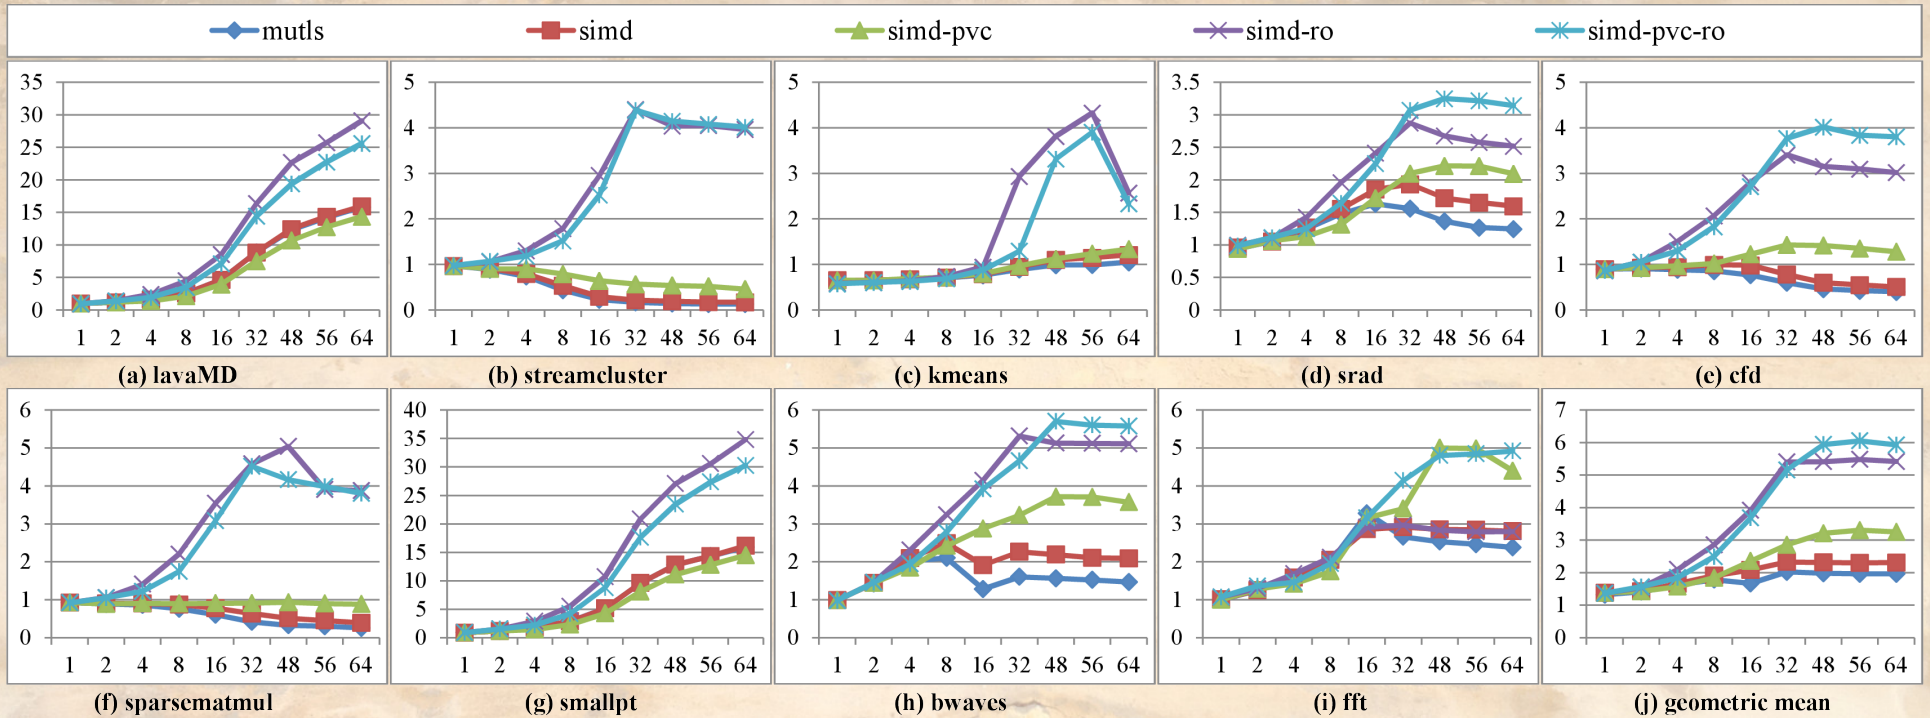 mutls simd simd-pvc simd-ro simd-pvc-ro
35 5 5 3.5 5
30 4 4 3 4
25 3 3 2.5 3
20 2 2 2 2
15 1 1 1.5 1
10 0 0 1 0
5 0.5
0 0
1 2 4 8 16 32 48 56 64 1 2 4 8 16 32 48 56 64 1 2 4 8 16 32 48 56 64 1 2 4 8 16 32 48 56 64 1 2 4 8 16 32 48 56 64
(a) lavaMD (b) streamcluster (c) kmeans (d) srad (e) cfd
6 40 6 6 7
5 35 5 5 6
4 30 4 4 5
3 25 3 3 4
2 20 2 2 3
1 15 1 1 2
0 10 0 0 1
5 0
0
1 2 4 8 16 32 48 56 64 1 2 4 8 16 32 48 56 64 1 2 4 8 16 32 48 56 64 1 2 4 8 16 32 48 56 64 1 2 4 8 16 32 48 56 64
(f) sparsematmul (g) smallpt (h) bwaves (i) fft (j) geometric mean